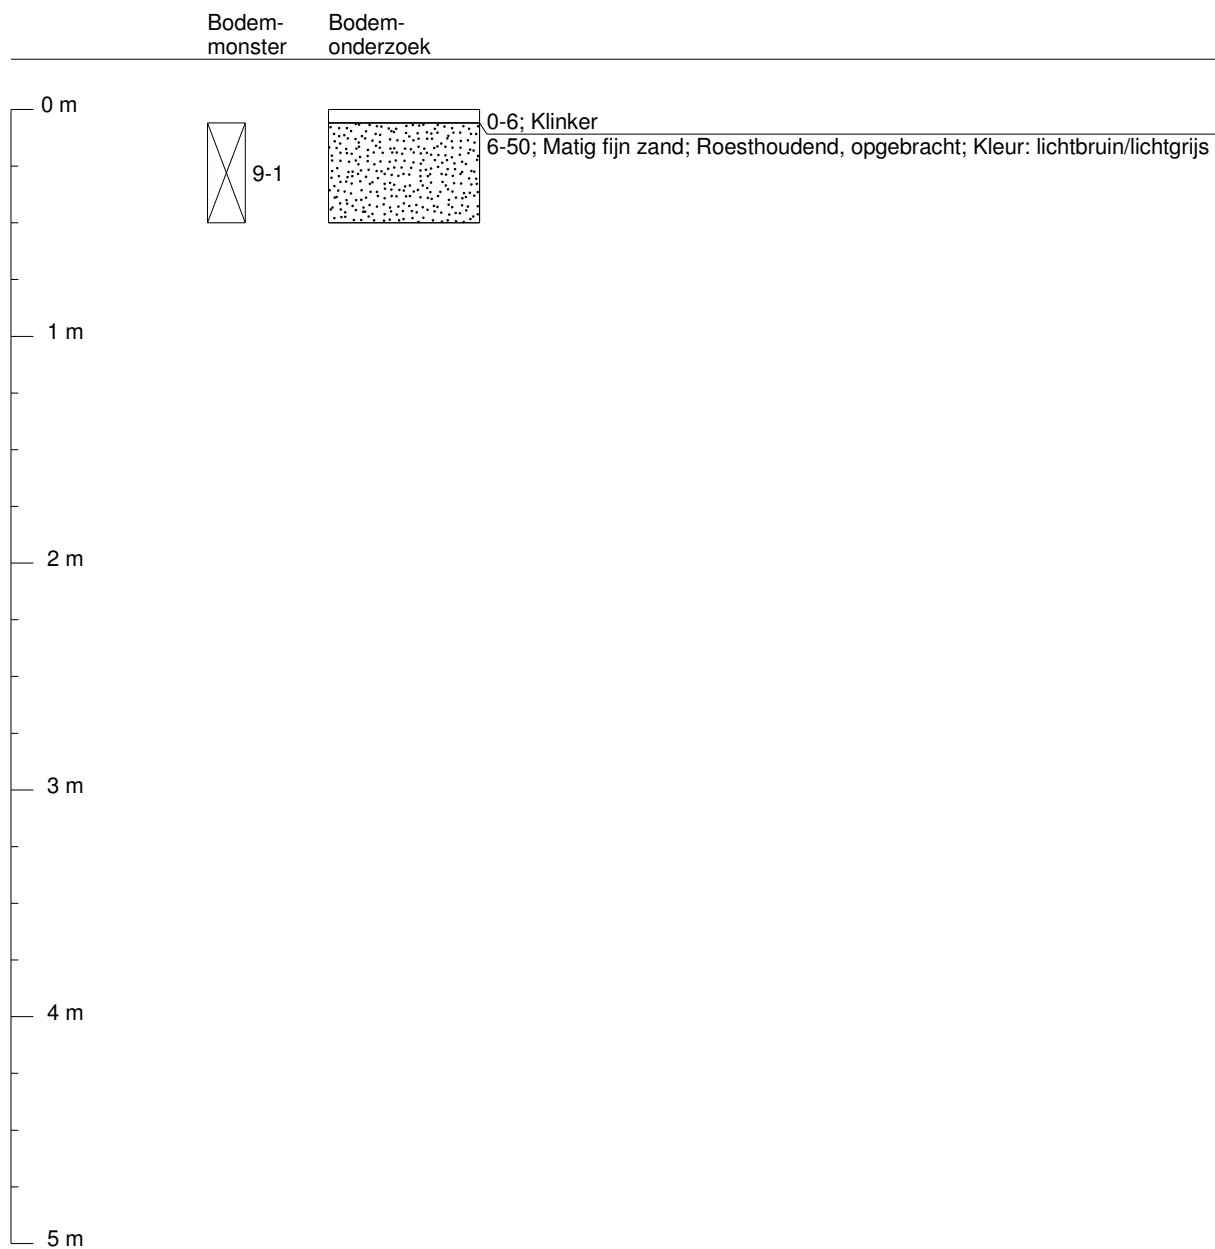 Bodem-
monster
Bodem-
onderzoek
0 m
0-6; Klinker
6-50; Matig fijn zand; Roesthoudend, opgebracht; Kleur: lichtbruin/lichtgrijs
9-1
1 m
2 m
3 m
4 m
5 m